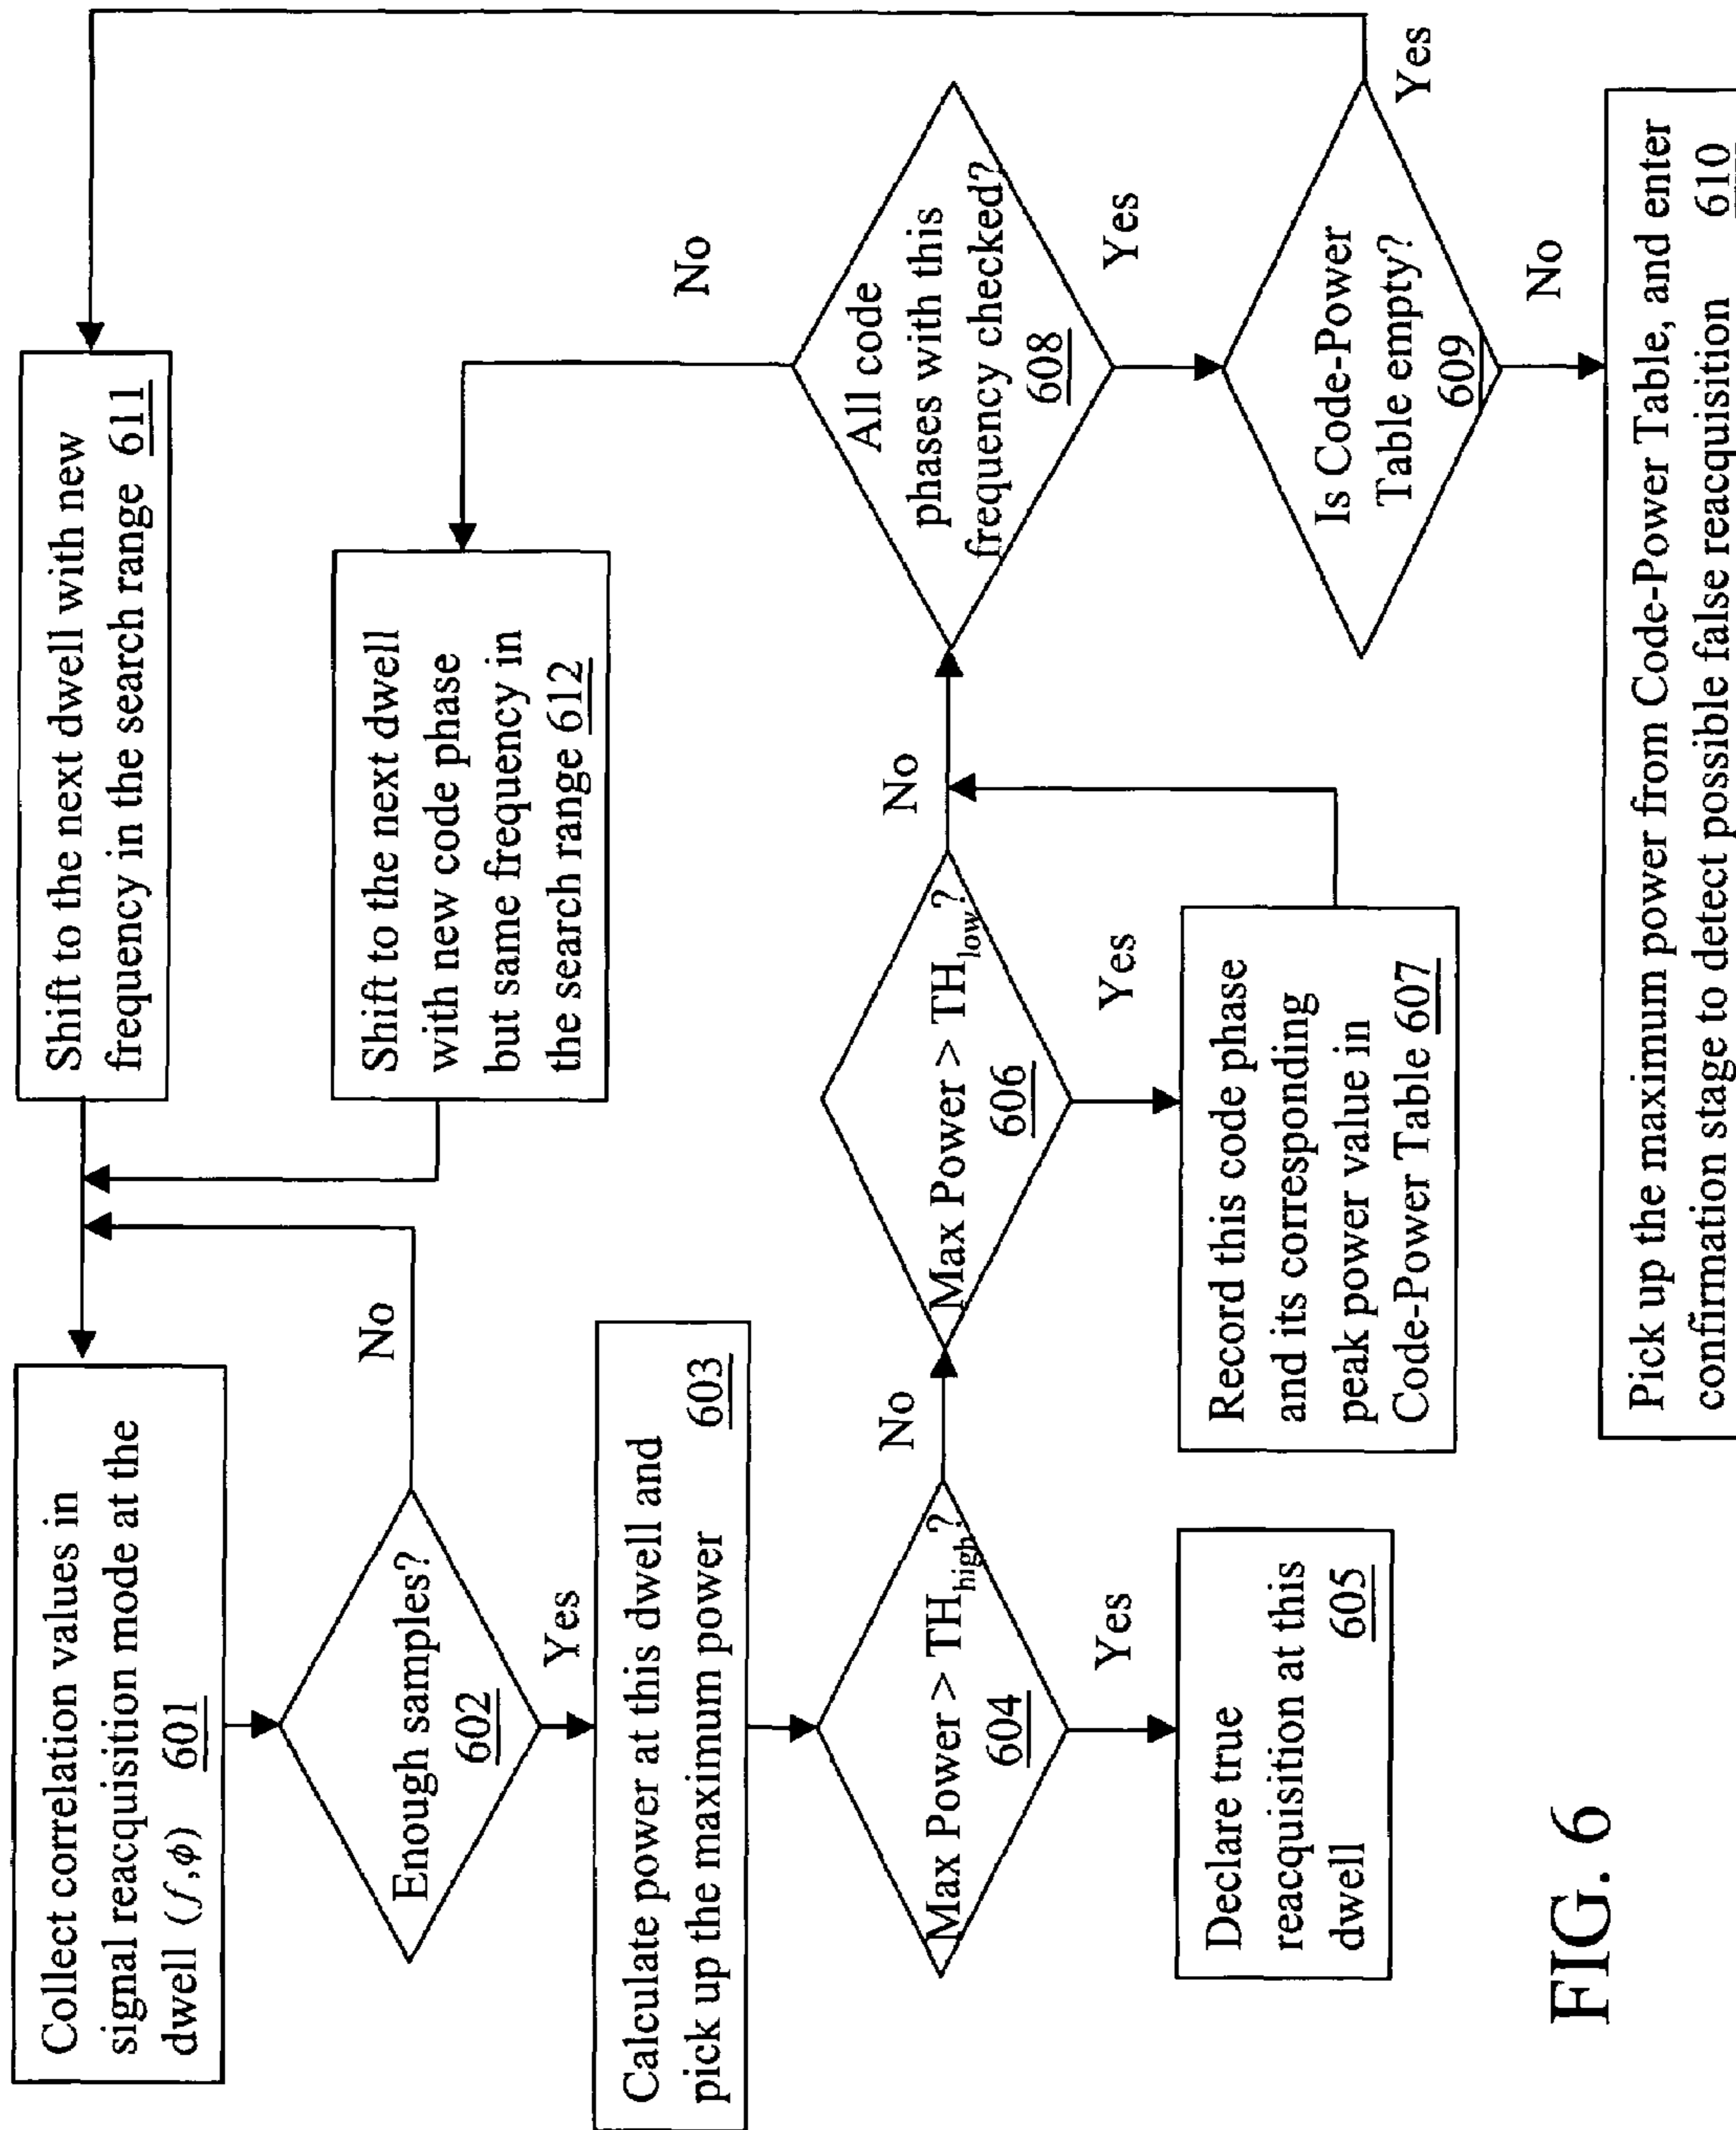 Collect correlation values in
signal reacquisition mode at the
dwell (f,ϕ) 601
Enough samples?
602
No
Yes
Calculate power at this dwell and
pick up the maximum power 603
Max Power > THhigh?
604
No
Yes
Declare true
reacquisition at this
dwell 605
Max Power > THlow?
606
No
Yes
Record this code phase
and its corresponding
peak power value in
Code-Power Table 607
All code
phases with this
frequency checked?
608
No
Yes
Is Code-Power
Table empty?
609
Yes
No
Pick up the maximum power from Code-Power Table, and enter
confirmation stage to detect possible false reacquisition 610
Shift to the next dwell with new
frequency in the search range 611
Shift to the next dwell
with new code phase
but same frequency in
the search range 612
FIG. 6